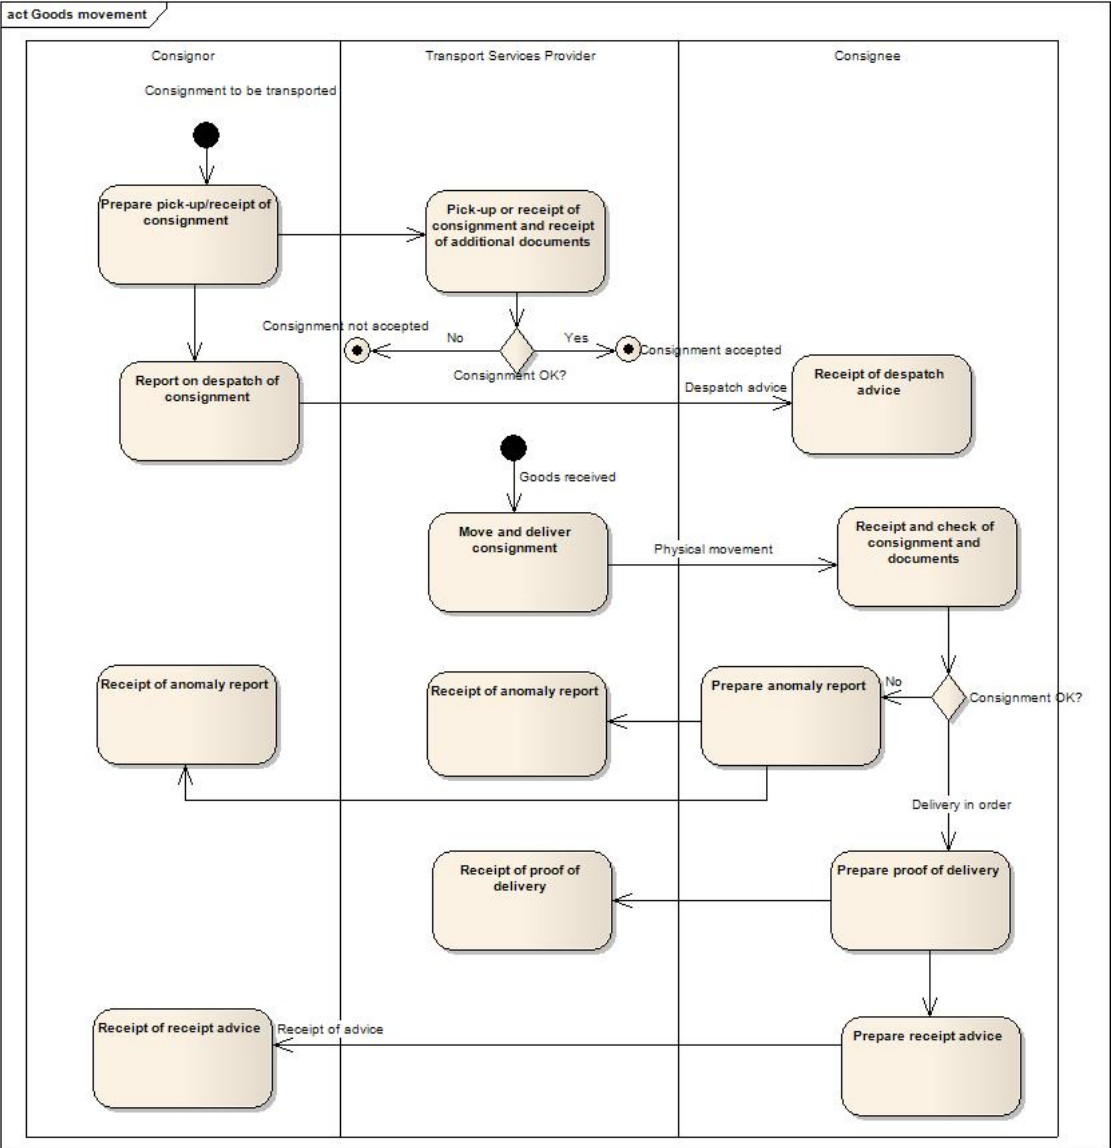 act Goods movement
Consignor
Transport Services Provider
Consignee
Consignment to be transported
Prepare pick-up/receipt of
consignment
Pick-up or receipt of
consignment and receipt
of additional documents
Consignment not accepted
No
Yes
Consignment accepted
Consignment OK?
Report on despatch of
consignment
Despatch advice
Receipt of despatch
advice
Goods received
Move and deliver
consignment
Physical movement
Receipt and check of
consignment and
documents
Receipt of anomaly report
Receipt of anomaly report
Prepare anomaly report
No
Consignment OK?
Delivery in order
Receipt of proof of
delivery
Prepare proof of delivery
Receipt of receipt advice
Receipt of advice
Prepare receipt advice